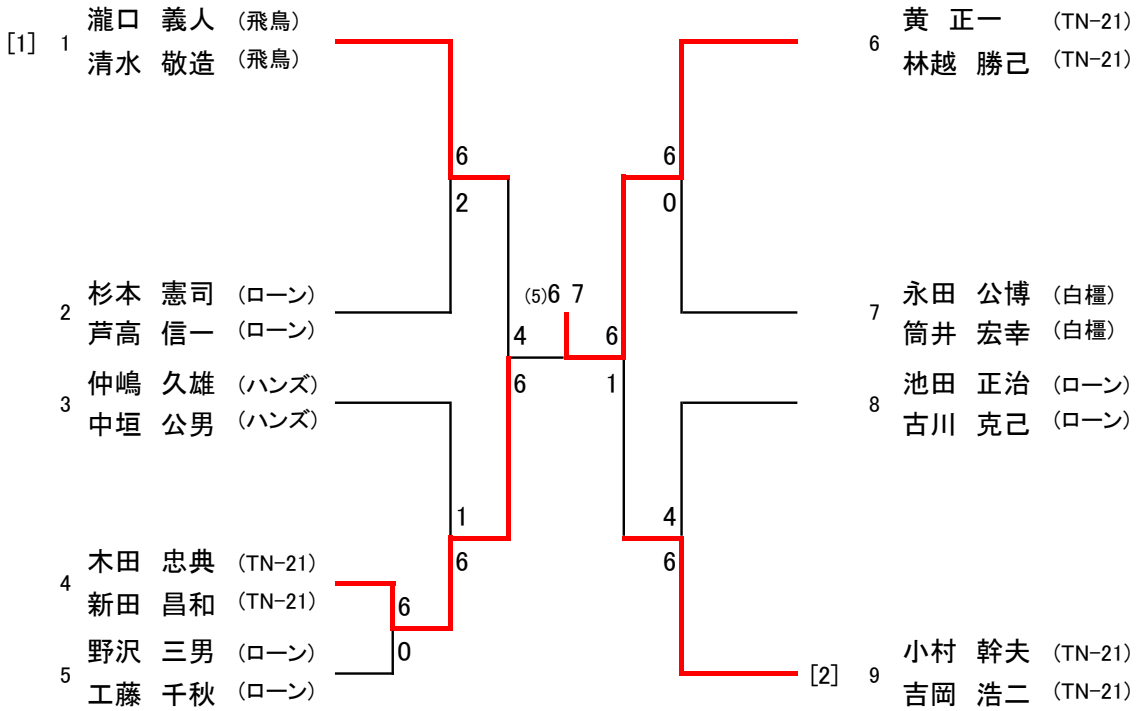 [1] 1 瀧口 義人 (飛鳥)
清水 敬造 (飛鳥)
6
2
2 杉本 憲司 (ローン)
芦高 信一 (ローン)
3 仲嶋 久雄 (ハンズ)
中垣 公男 (ハンズ)
1
6
4 木田 忠典 (TN-21)
新田 昌和 (TN-21)
6
0
5 野沢 三男 (ローン)
工藤 千秋 (ローン)
4
6
(5)6 7
6
1
6 黄 正一 (TN-21)
林越 勝己 (TN-21)
6
0
7 永田 公博 (白橿)
筒井 宏幸 (白橿)
8 池田 正治 (ローン)
古川 克己 (ローン)
4
6
[2] 9 小村 幹夫 (TN-21)
吉岡 浩二 (TN-21)